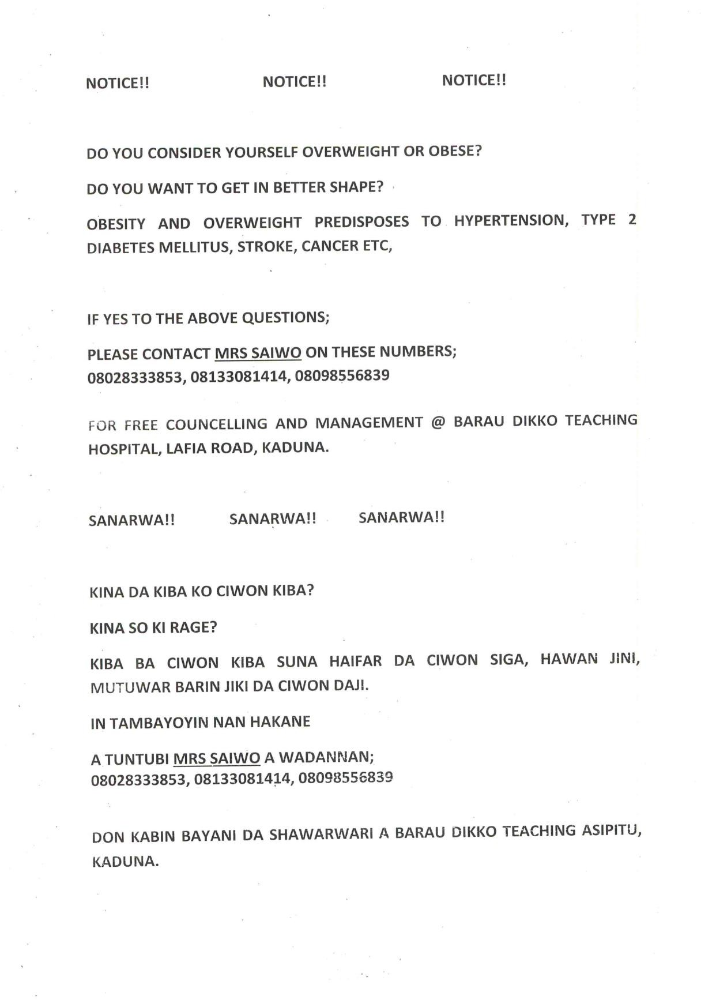 NOTICE!! NOTICE!! NOTICE!!
DO YOU CONSIDER YOURSELF OVERWEIGHT OR OBESE?
DO YOU WANT TO GET IN BETTER SHAPE?
OBESITY AND OVERWEIGHT PREDISPOSES TO HYPERTENSION, TYPE 2
DIABETES MELLITUS, STROKE, CANCER ETC,
IF YES TO THE ABOVE QUESTIONS;
PLEASE CONTACT MRS SAIWO ON THESE NUMBERS;
08028333853, 08133081414, 08098556839
FOR FREE COUNCELLING AND MANAGEMENT @ BARAU DIKKO TEACHING
HOSPITAL, LAFIA ROAD, KADUNA.
SANARWA!! SANARWA!! SANARWA!!
KINA DA KIBA KO CIWON KIBA?
KINA SO KI RAGE?
KIBA BA CIWON KIBA SUNA HAIFAR DA CIWON SIGA, HAWAN JINI,
MUTUWAR BARIN JIKI DA CIWON DAJI.
IN TAMBAYOYIN NAN HAKANE
A TUNTUBI MRS SAIWO A WADANNAN;
08028333853, 08133081414, 08098556839
DON KABIN BAYANI DA SHAWARWARI A BARAU DIKKO TEACHING ASIPITU,
KADUNA.